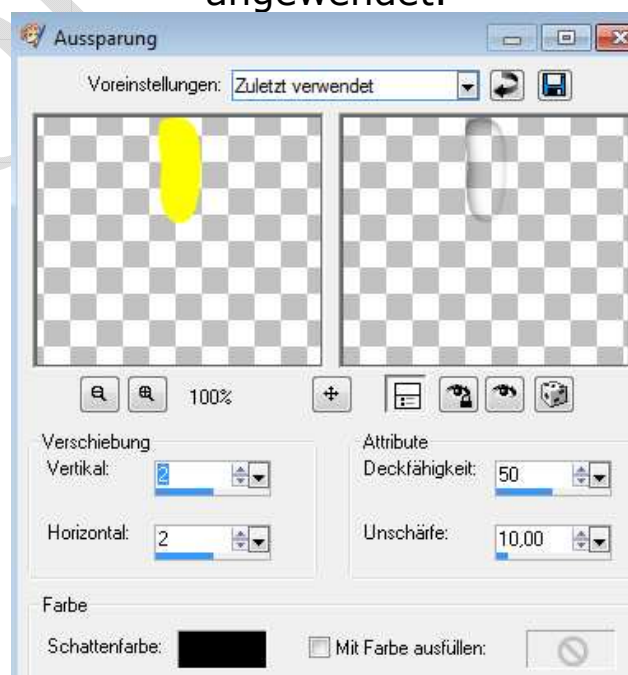 angewendet.
Aussparung
Voreinstellungen: Zuletzt verwendet
100%
Verschiebung
Attribute
Vertikal: 2
Deckfähigkeit: 50
Horizontal: 2
Unschärfe: 10,00
Farbe
Schattenfarbe:
Mit Farbe ausfüllen: